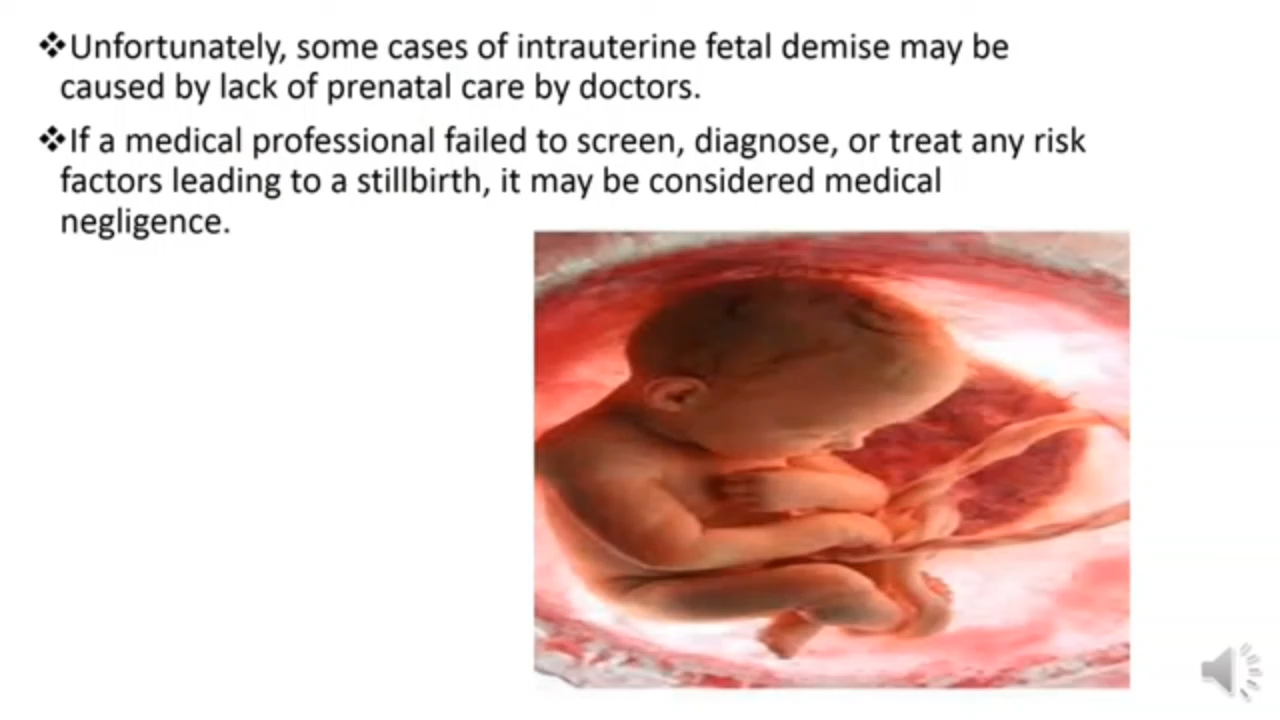 ❖Unfortunately, some cases of intrauterine fetal demise may be
caused by lack of prenatal care by doctors.
❖If a medical professional failed to screen, diagnose, or treat any risk
factors leading to a stillbirth, it may be considered medical
negligence.